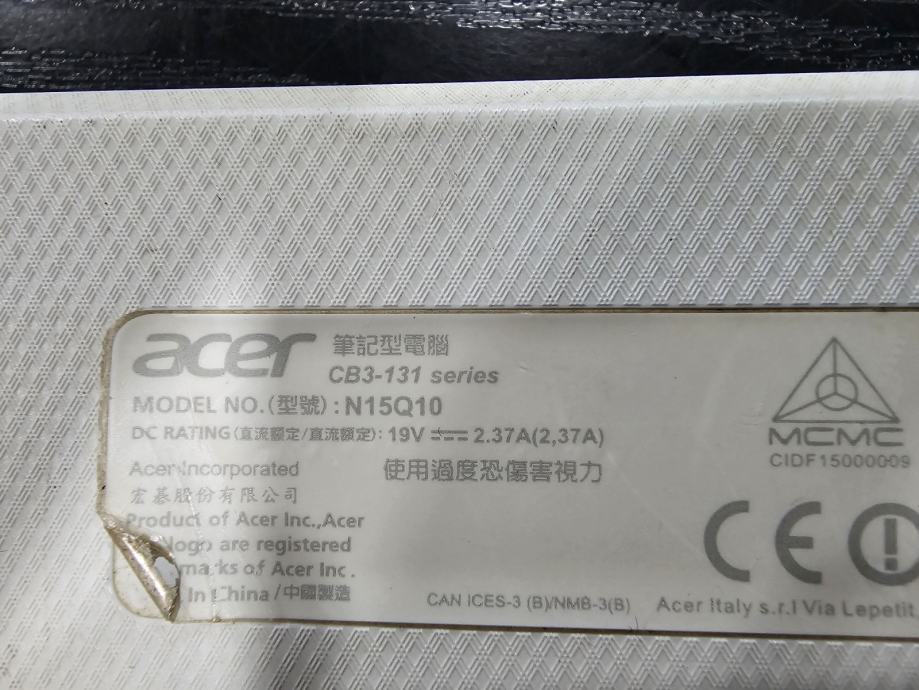 acer 筆記型電腦
CB3-131 series
MODEL NO.(型號):N15Q10
DC RATING(直流額定/直流額定): 19V 2.37A(2,37A)
Acer Incorporated 使用過度恐傷害視力
宏碁股份有限公司
Product of Acer Inc.,Acer
Logo are registered
marks of Acer Inc.
In China /中國製造
MCMC
CIDF15000009
CE
CAN ICES-3 (B)/NMB-3(B) Acer Italy s.r.l Via Lepetit,